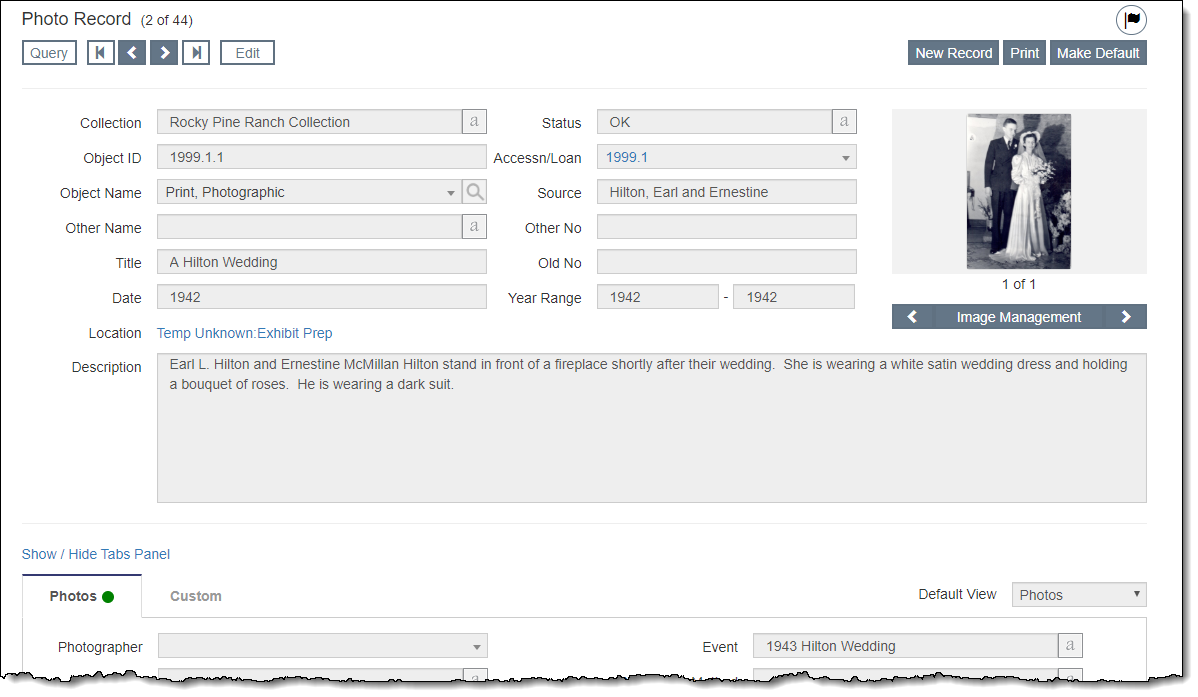 Photo Record (2 of 44)
Query Edit New Record Print Make Default
Collection Rocky Pine Ranch Collection a Status OK a
Object ID 1999.1.1 Accessn/Loan 1999.1
Object Name Print, Photographic Source Hilton, Earl and Ernestine
Other Name a Other No
Title A Hilton Wedding Old No
Date 1942 Year Range 1942 - 1942
1 of 1
Image Management
Location Temp Unknown:Exhibit Prep
Description Earl L. Hilton and Ernestine McMillan Hilton stand in front of a fireplace shortly after their wedding. She is wearing a white satin wedding dress and holding
a bouquet of roses. He is wearing a dark suit.
Show / Hide Tabs Panel
Photos Custom Default View Photos
Photographer Event 1943 Hilton Wedding a